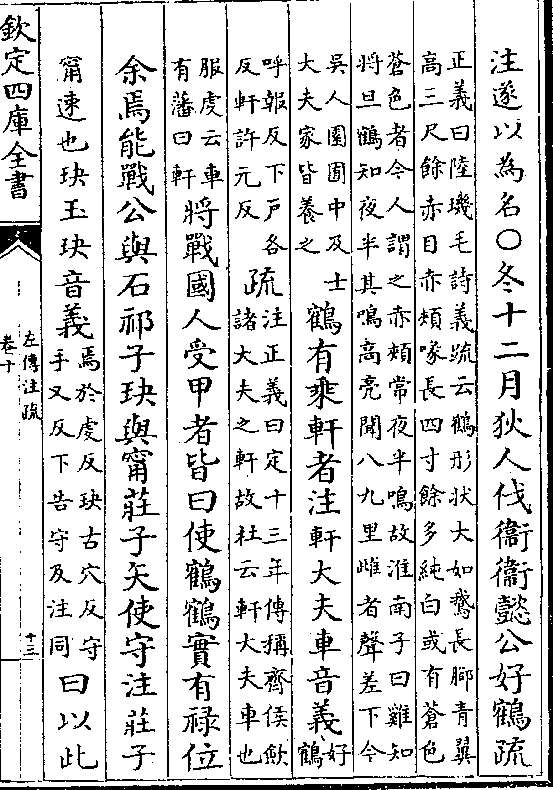 注遂以為名〇冬十二月狄人伐衞衞懿公好鶴疏
正義曰陸璣毛詩義疏云鶴形狀大如鵞長脚青翼
高三尺餘赤目赤頰喙長四寸餘多純白或有蒼色
蒼色者今人謂之赤頰常夜半鳴故淮南子曰雞知
將旦鶴知夜半其鳴高亮聞八九里雌者聲差下今
吳人園囿中及士
大夫家皆養之
鶴有乘軒者注軒大夫車音義
好
鶴
呼報反下戸各
反軒許元反
疏
注正義曰定十三年傳稱齊侯歛
諸大夫之軒故社云軒大夫車也
服虔云車
有藩曰軒
將戰國人受甲者皆曰使鶴鶴實有祿位
余焉能戰公與石祁子玦與甯莊子矢使守注莊子
甯速也玦玉玦音義
焉於虔反玦古穴反守
手又反下告守及注同
曰以此
欽定四庫全書
左傳注疏
卷十
十三